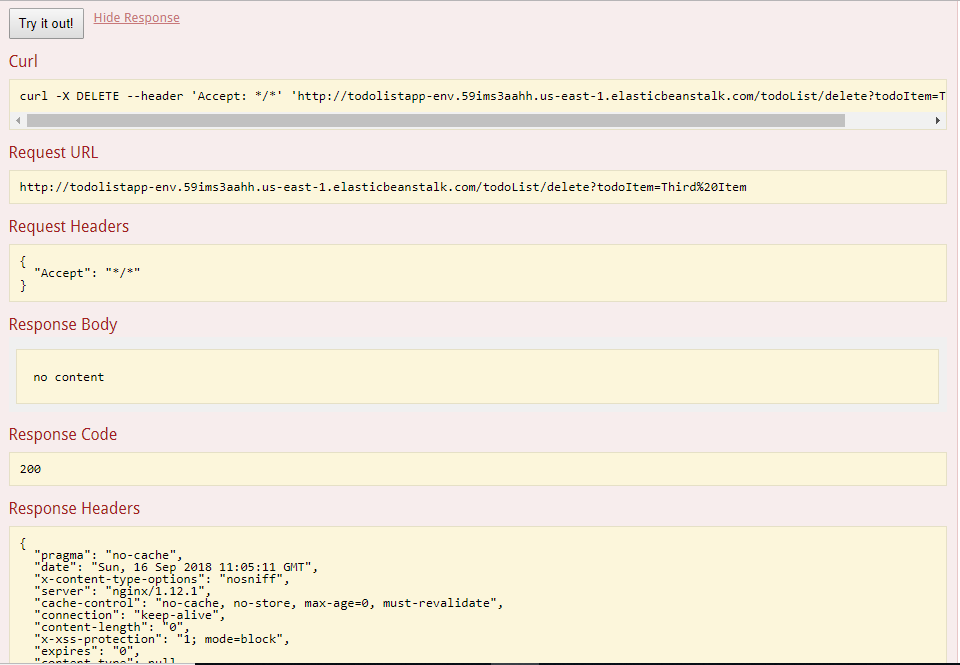 Try it out! Hide Response
Curl
curl -X DELETE --header 'Accept: */*' 'http://todolistapp-env.59ims3aahh.us-east-1.elasticbeanstalk.com/todoList/delete?todoItem=T
Request URL
http://todolistapp-env.59ims3aahh.us-east-1.elasticbeanstalk.com/todoList/delete?todoItem=Third%20Item
Request Headers
{
  "Accept": "*/*"
}
Response Body
no content
Response Code
200
Response Headers
{
  "pragma": "no-cache",
  "date": "Sun, 16 Sep 2018 11:05:11 GMT",
  "x-content-type-options": "nosniff",
  "server": "nginx/1.12.1",
  "cache-control": "no-cache, no-store, max-age=0, must-revalidate",
  "connection": "keep-alive",
  "content-length": "0",
  "x-xss-protection": "1; mode=block",
  "expires": "0",
  "content-type": null